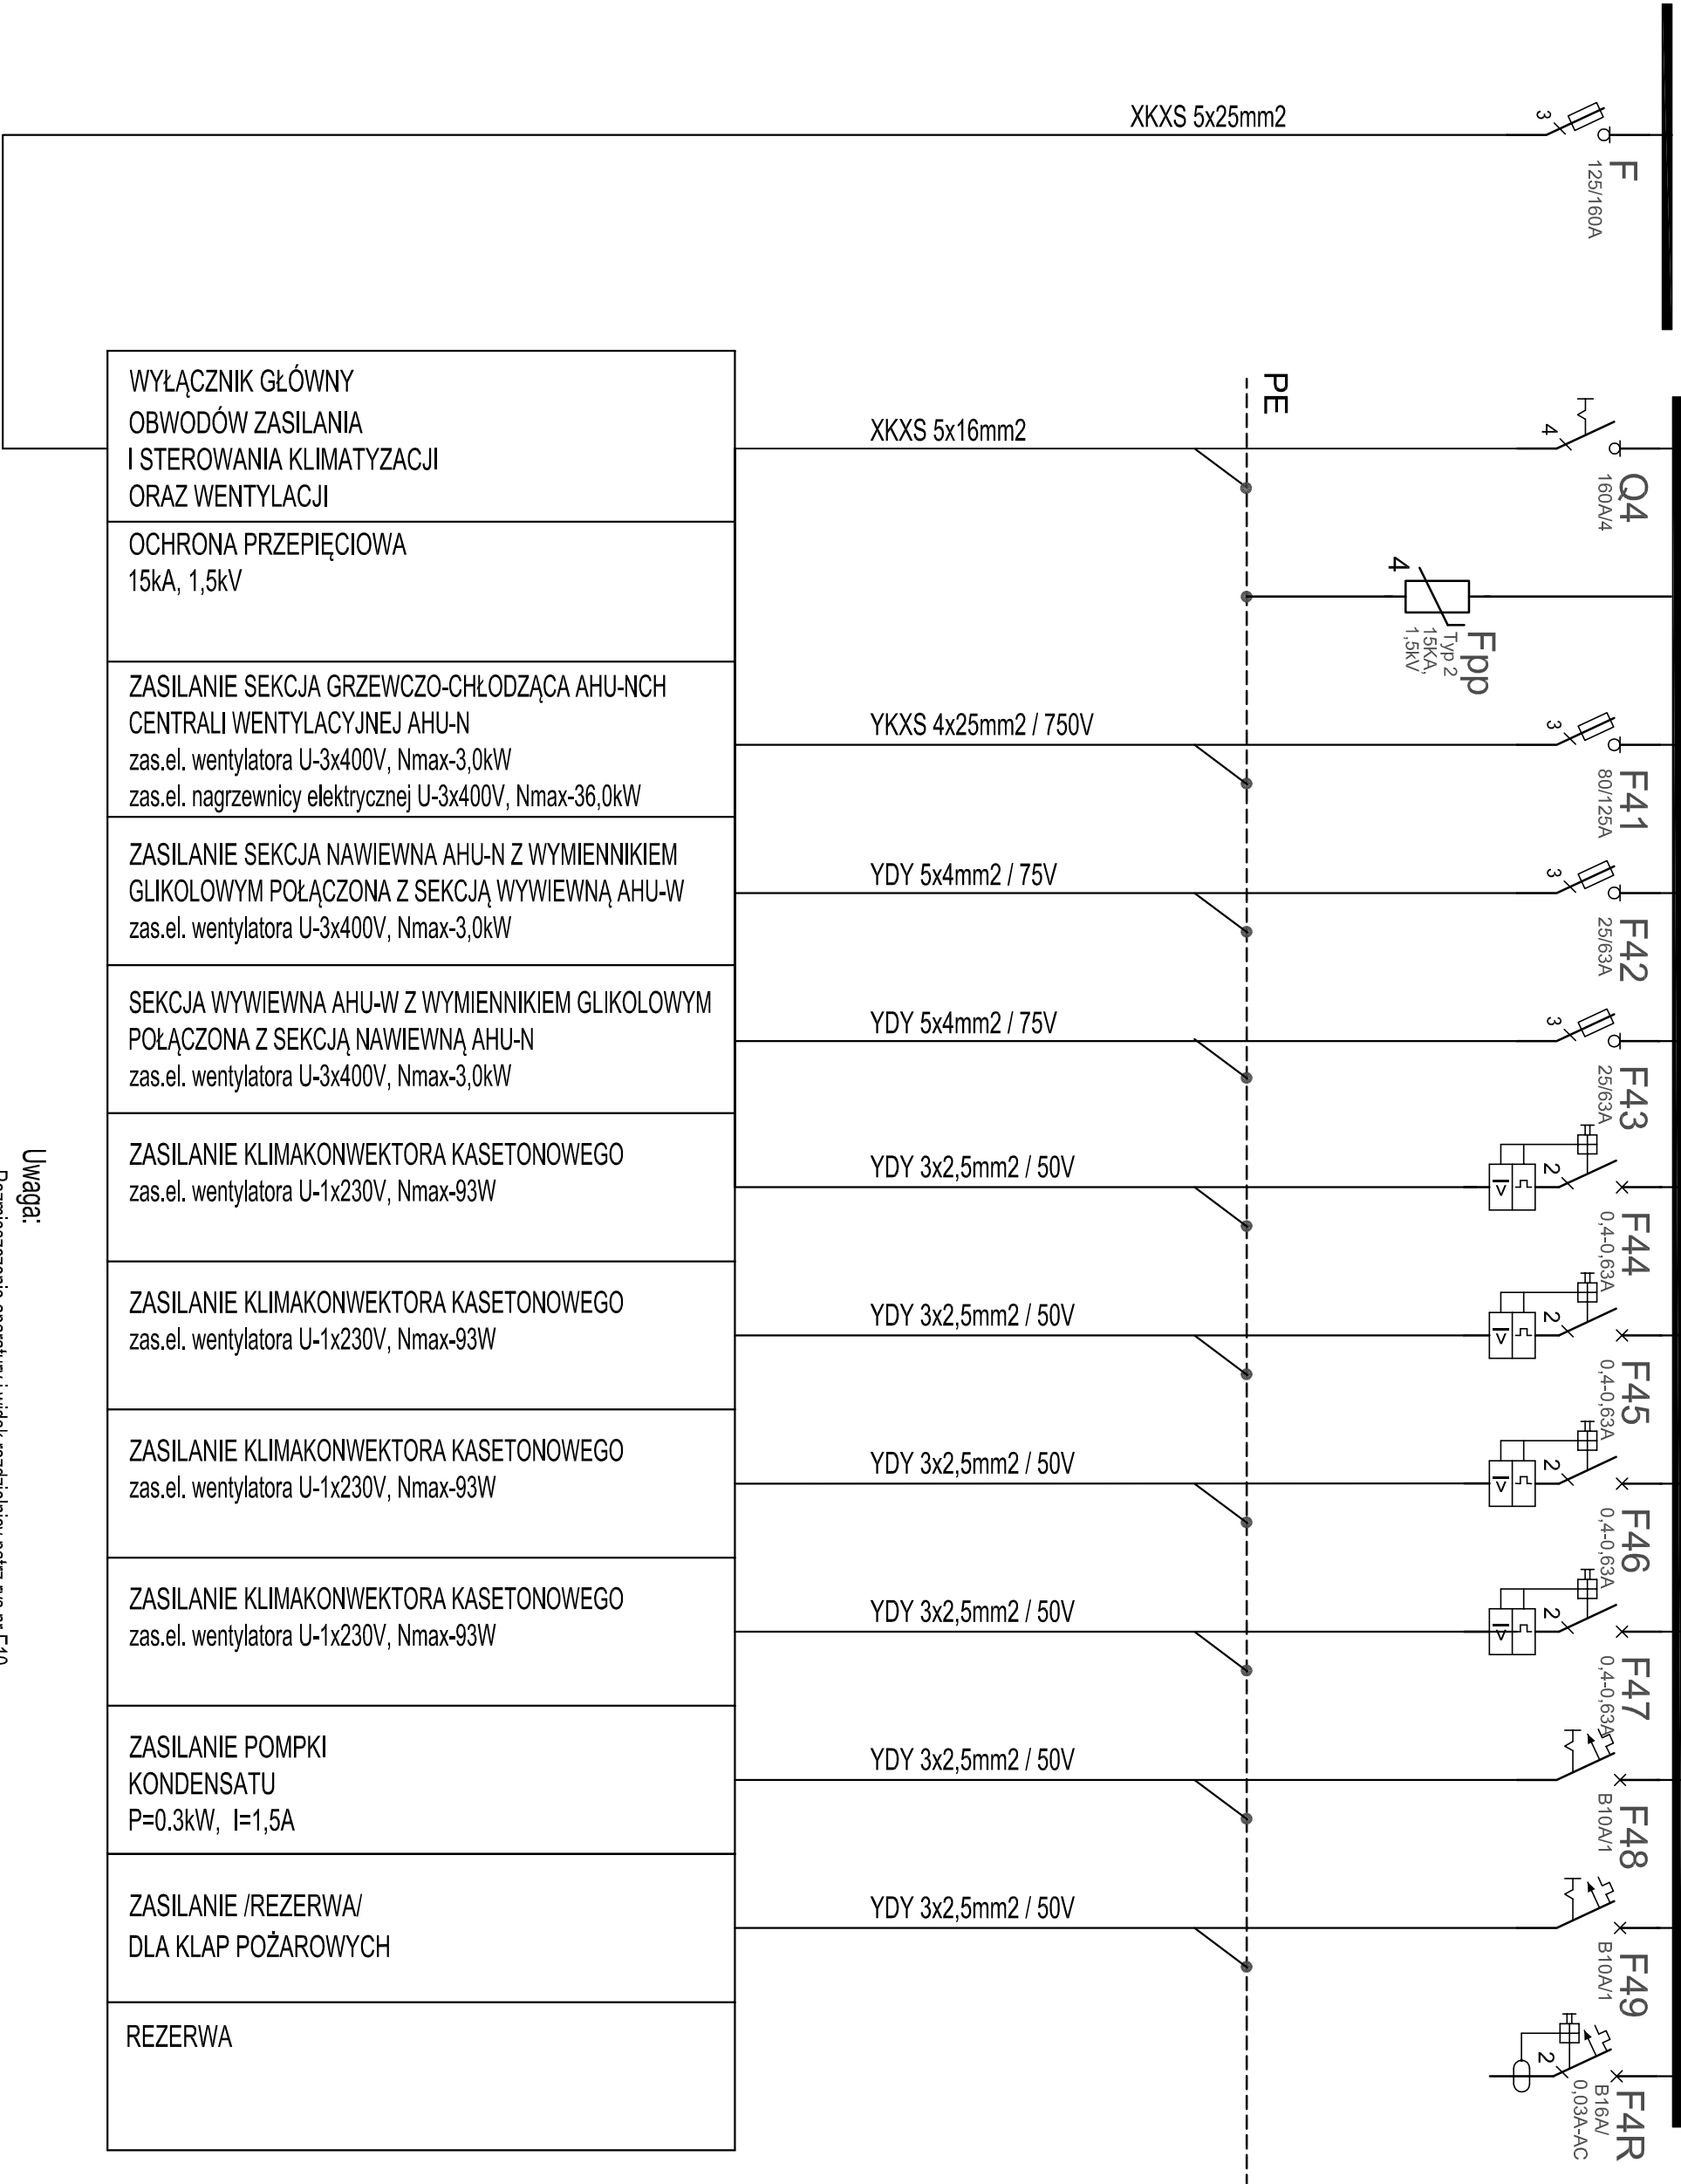 XKXS 5x25mm2
3
F
125/160A
WYŁĄCZNIK GŁÓWNY
OBWODÓW ZASILANIA
I STEROWANIA KLIMATYZACJI
ORAZ WENTYLACJI
XKXS 5x16mm2
PE
4
Q4
160A/4
OCHRONA PRZEPIĘCIOWA
15kA, 1,5kV
4
Fpp
Typ 2
15KA,
1,5kV
ZASILANIE SEKCJA GRZEWCZO-CHŁODZĄCA AHU-NCH
CENTRALI WENTYLACYJNEJ AHU-N
zas.el. wentylatora U-3x400V, Nmax-3,0kW
zas.el. nagrzewnicy elektrycznej U-3x400V, Nmax-36,0kW
YKXS 4x25mm2 / 750V
3
F41
80/125A
ZASILANIE SEKCJA NAWIEWNA AHU-N Z WYMIENNIKIEM
GLIKOLOWYM POŁĄCZONA Z SEKCJĄ WYWIEWNĄ AHU-W
zas.el. wentylatora U-3x400V, Nmax-3,0kW
YDY 5x4mm2 / 75V
3
F42
25/63A
SEKCJA WYWIEWNA AHU-W Z WYMIENNIKIEM GLIKOLOWYM
POŁĄCZONA Z SEKCJĄ NAWIEWNĄ AHU-N
zas.el. wentylatora U-3x400V, Nmax-3,0kW
YDY 5x4mm2 / 75V
3
F43
25/63A
ZASILANIE KLIMAKONWEKTORA KASETONOWEGO
zas.el. wentylatora U-1x230V, Nmax-93W
YDY 3x2,5mm2 / 50V
I>
2
F44
0,4-0,63A
ZASILANIE KLIMAKONWEKTORA KASETONOWEGO
zas.el. wentylatora U-1x230V, Nmax-93W
YDY 3x2,5mm2 / 50V
I>
2
F45
0,4-0,63A
ZASILANIE KLIMAKONWEKTORA KASETONOWEGO
zas.el. wentylatora U-1x230V, Nmax-93W
YDY 3x2,5mm2 / 50V
I>
2
F46
0,4-0,63A
ZASILANIE KLIMAKONWEKTORA KASETONOWEGO
zas.el. wentylatora U-1x230V, Nmax-93W
YDY 3x2,5mm2 / 50V
I>
2
F47
0,4-0,63A
ZASILANIE POMPKI
KONDENSATU
P=0.3kW, I=1,5A
YDY 3x2,5mm2 / 50V
F48
B10A/1
ZASILANIE /REZERWA/
DLA KLAP POŻAROWYCH
YDY 3x2,5mm2 / 50V
F49
B10A/1
REZERWA
2
F4R
B16A/
0,03A-AC
Uwaga: